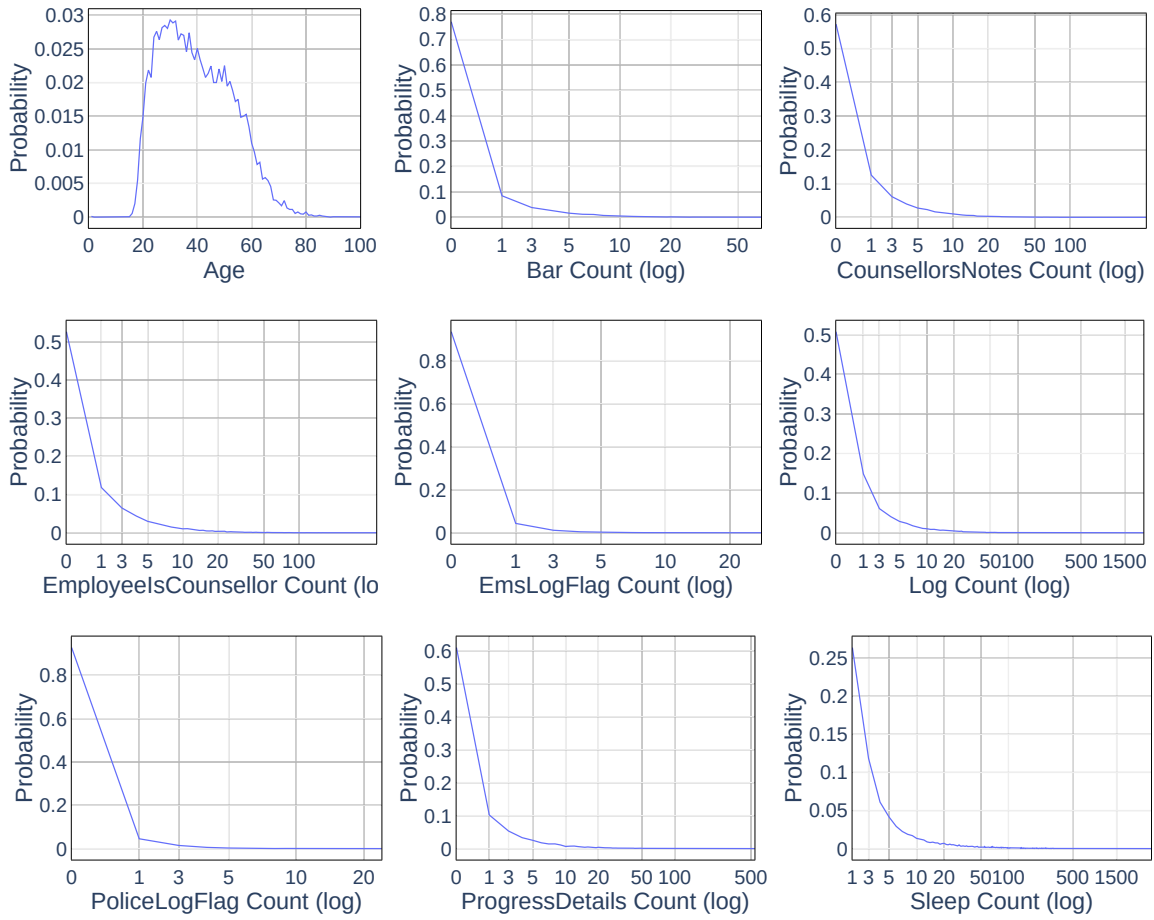 0.03
0.025
0.02
0.015
0.01
0.005
0
Probability
0 20 40 60 80 100
Age
0.8
0.7
0.6
0.5
0.4
0.3
0.2
0.1
0
Probability
0 1 3 5 10 20 50
Bar Count (log)
0.6
0.5
0.4
0.3
0.2
0.1
0
Probability
0 1 3 5 10 20 50 100
CounsellorsNotes Count (log)
0.5
0.4
0.3
0.2
0.1
0
Probability
0 1 3 5 10 20 50 100
EmployeeIsCounsellor Count (lo
0.8
0.6
0.4
0.2
0
Probability
0 1 3 5 10 20
EmsLogFlag Count (log)
0.5
0.4
0.3
0.2
0.1
0
Probability
0 1 3 5 10 20 50 100 500 1500
Log Count (log)
0.8
0.6
0.4
0.2
0
Probability
0 1 3 5 10 20
PoliceLogFlag Count (log)
0.6
0.5
0.4
0.3
0.2
0.1
0
Probability
0 1 3 5 10 20 50 100 500
ProgressDetails Count (log)
0.25
0.2
0.15
0.1
0.05
0
Probability
1 3 5 10 20 50 100 500 1500
Sleep Count (log)